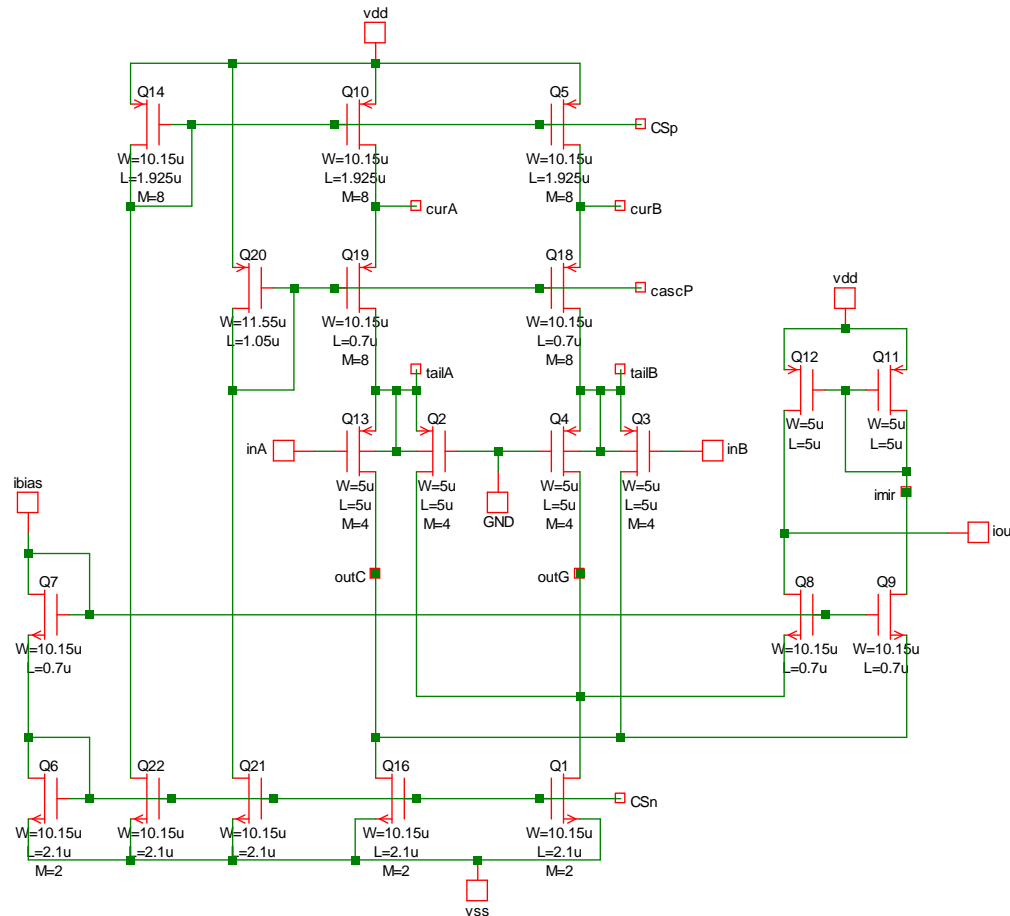 vdd
Q14
Q10
Q5
CSp
W=10.15u
L=1.925u
M=8
W=10.15u
L=1.925u
M=8
W=10.15u
L=1.925u
M=8
curA
curB
Q20
Q19
Q18
cascP
vdd
W=11.55u
L=1.05u
W=10.15u
L=0.7u
M=8
W=10.15u
L=0.7u
M=8
Q12
Q11
tailA
tailB
W=5u
L=5u
W=5u
L=5u
Q13
Q2
Q4
Q3
inA
inB
W=5u
L=5u
M=4
W=5u
L=5u
M=4
W=5u
L=5u
M=4
W=5u
L=5u
M=4
GND
imir
ibias
iou
outC
outG
Q7
Q8
Q9
W=10.15u
L=0.7u
W=10.15u
L=0.7u
W=10.15u
L=0.7u
Q6
Q22
Q21
Q16
Q1
CSn
W=10.15u
L=2.1u
M=2
W=10.15u
L=2.1u
W=10.15u
L=2.1u
W=10.15u
L=2.1u
M=2
W=10.15u
L=2.1u
M=2
vss